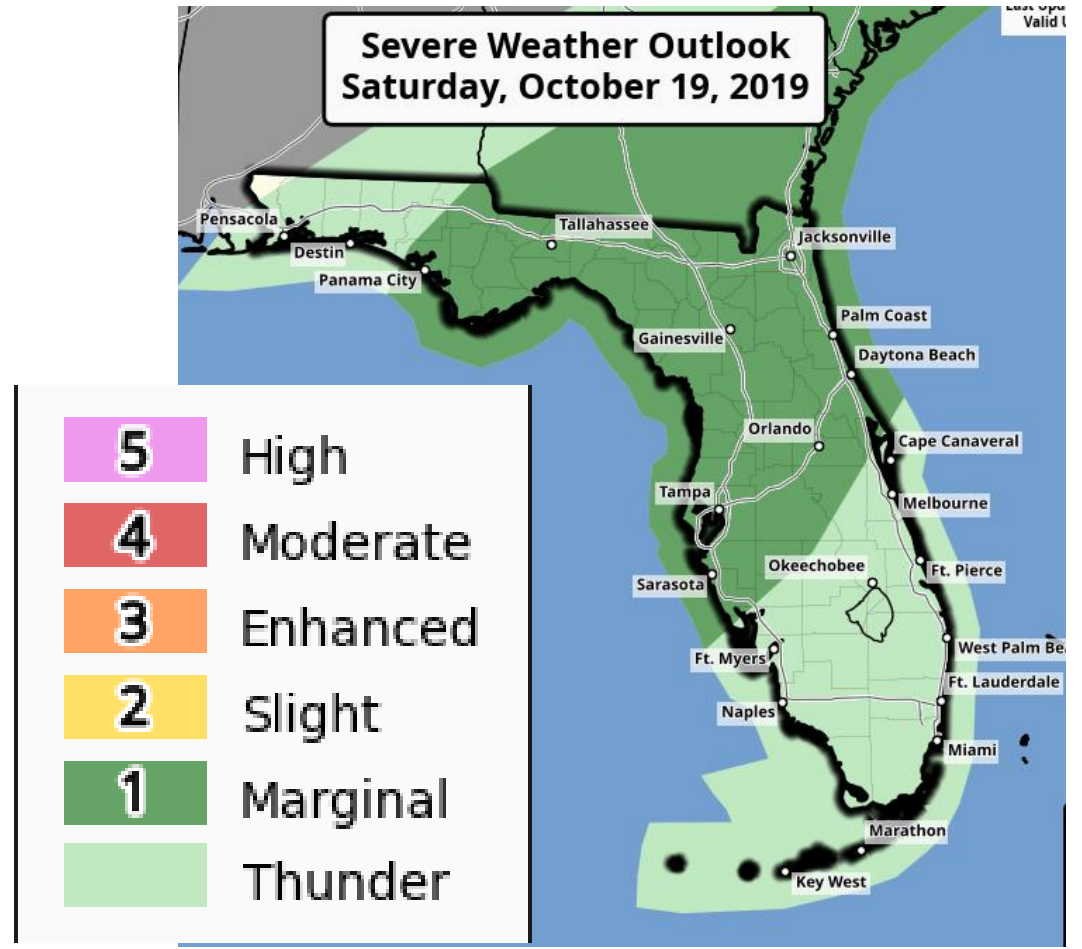 Severe Weather Outlook
Saturday, October 19, 2019
Valid
Pensacola
Destin
Panama City
Tallahassee
Jacksonville
Gainesville
Palm Coast
Daytona Beach
Orlando
Cape Canaveral
Tampa
Melbourne
Okeechobee
Sarasota
Ft. Pierce
Ft. Myers
West Palm
Naples
Ft. Lauderdale
Miami
Marathon
Key West
5 High
4 Moderate
3 Enhanced
2 Slight
1 Marginal
Thunder